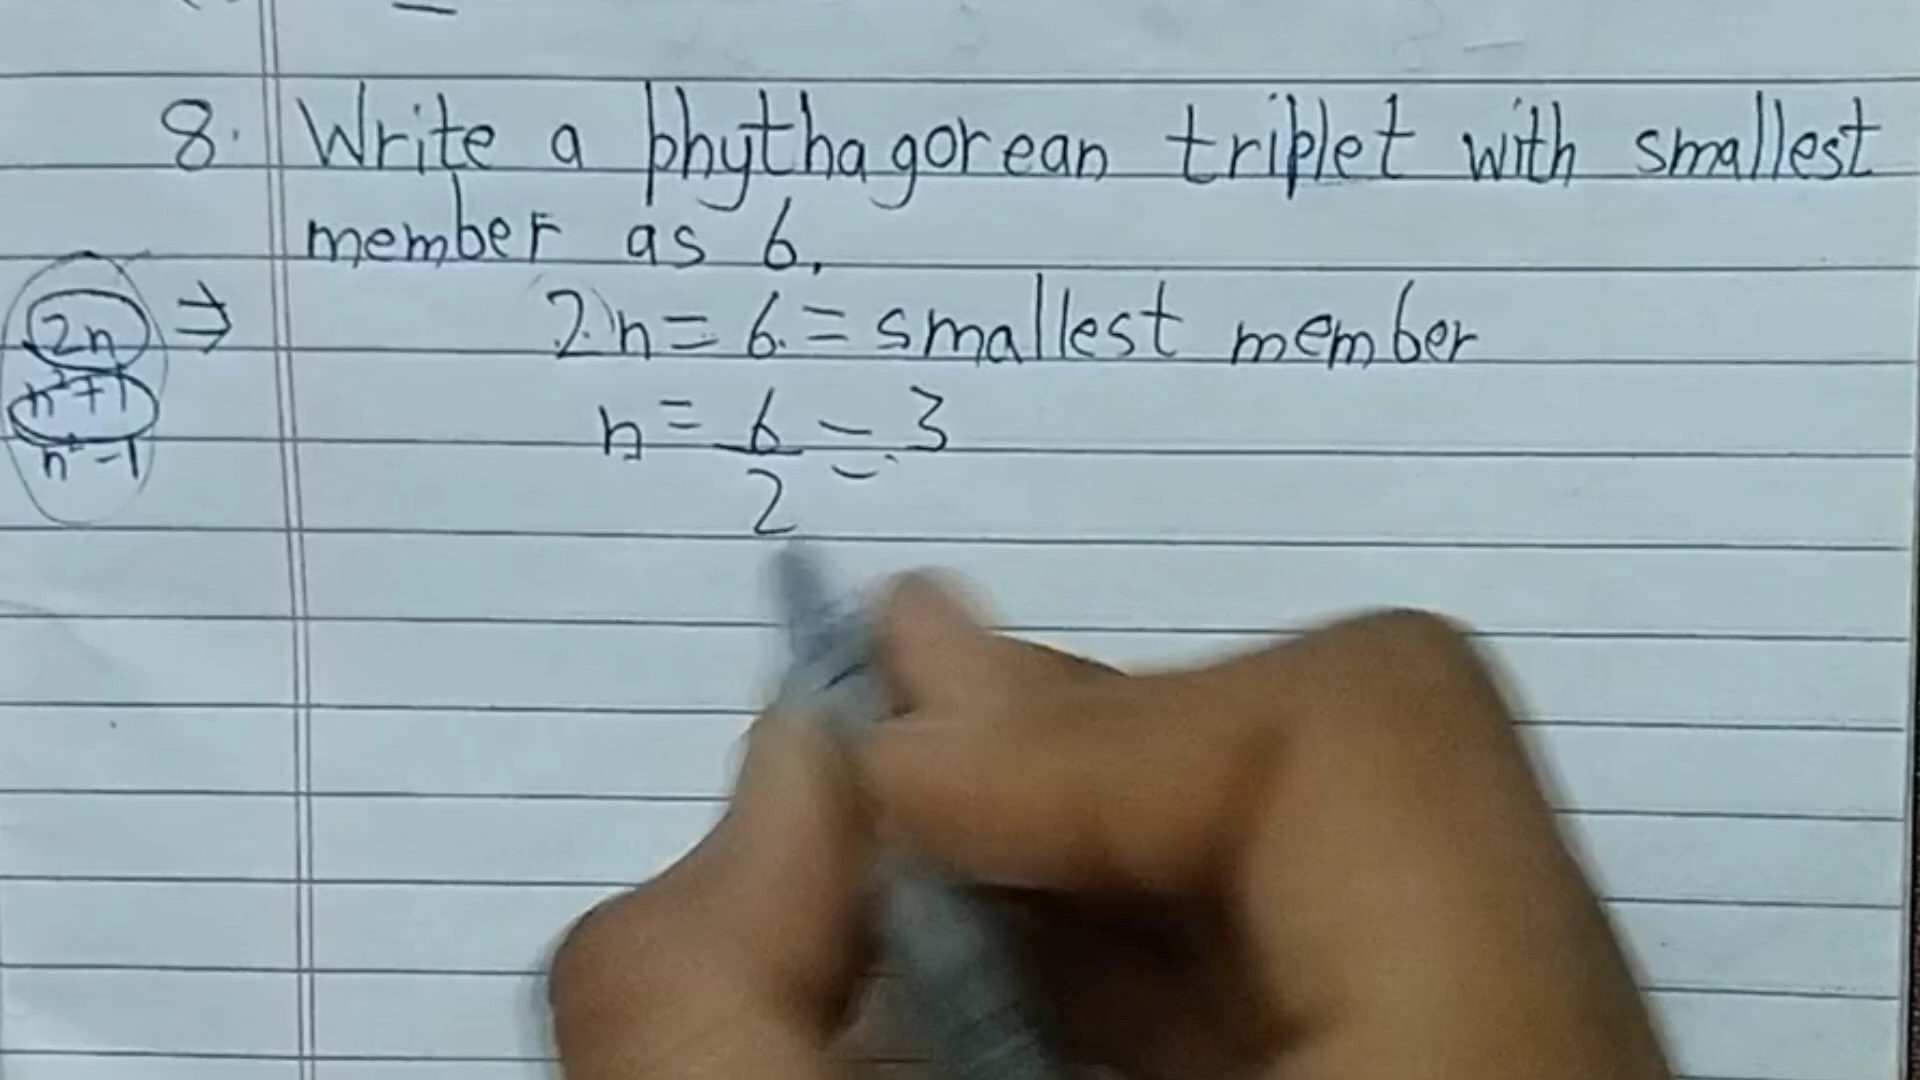 8. Write a phythagorean triplet with smallest
member as 6.
2n ⇒ 2n = 6 = smallest member
n²+1
n = 6/2 = 3
n²-1